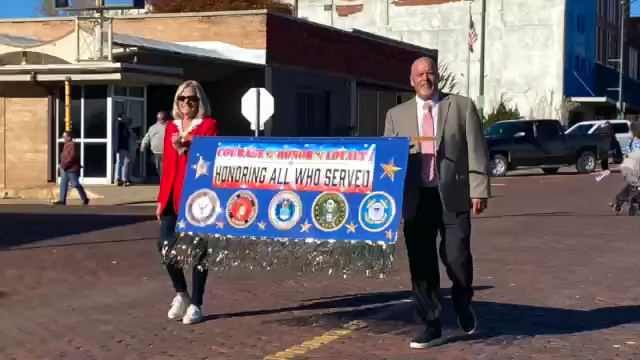 COURAGE ★ HONOR ★ LOYALTY
HONORING ALL WHO SERVED